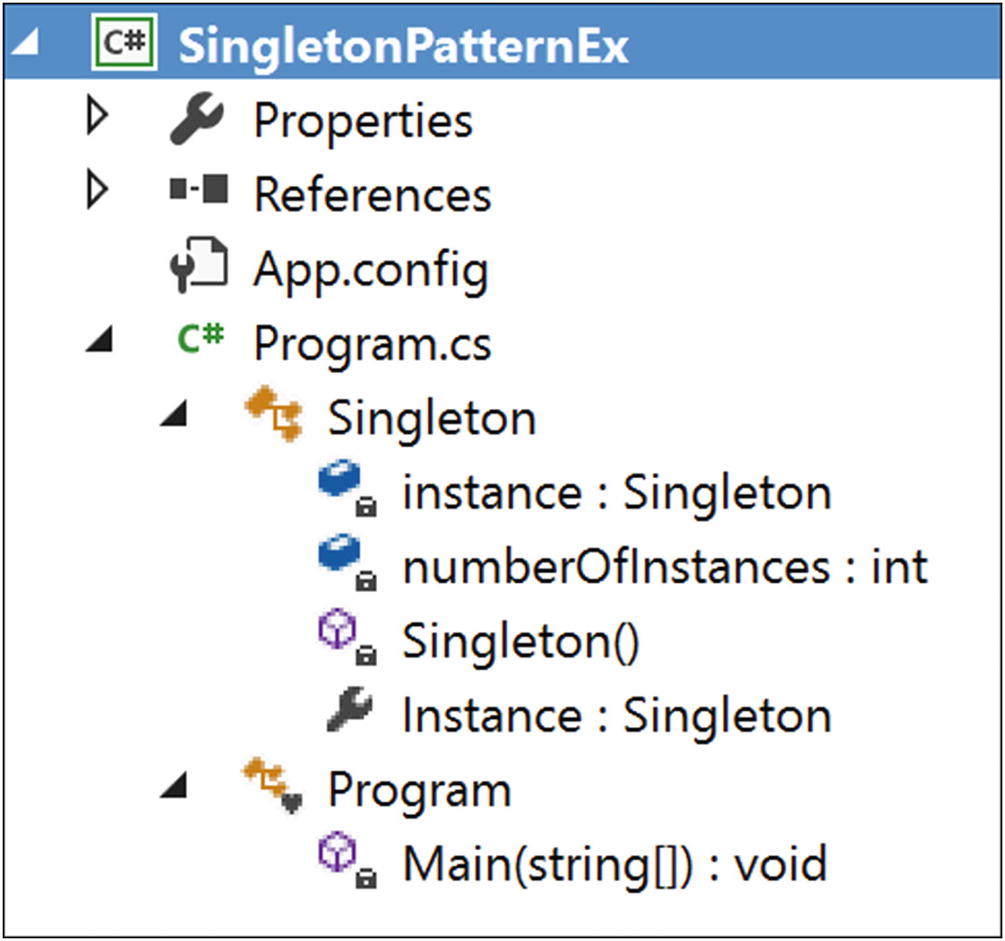 C# SingletonPatternEx
Properties
References
App.config
C# Program.cs
Singleton
instance : Singleton
numberOfInstances : int
Singleton()
Instance : Singleton
Program
Main(string[]) : void